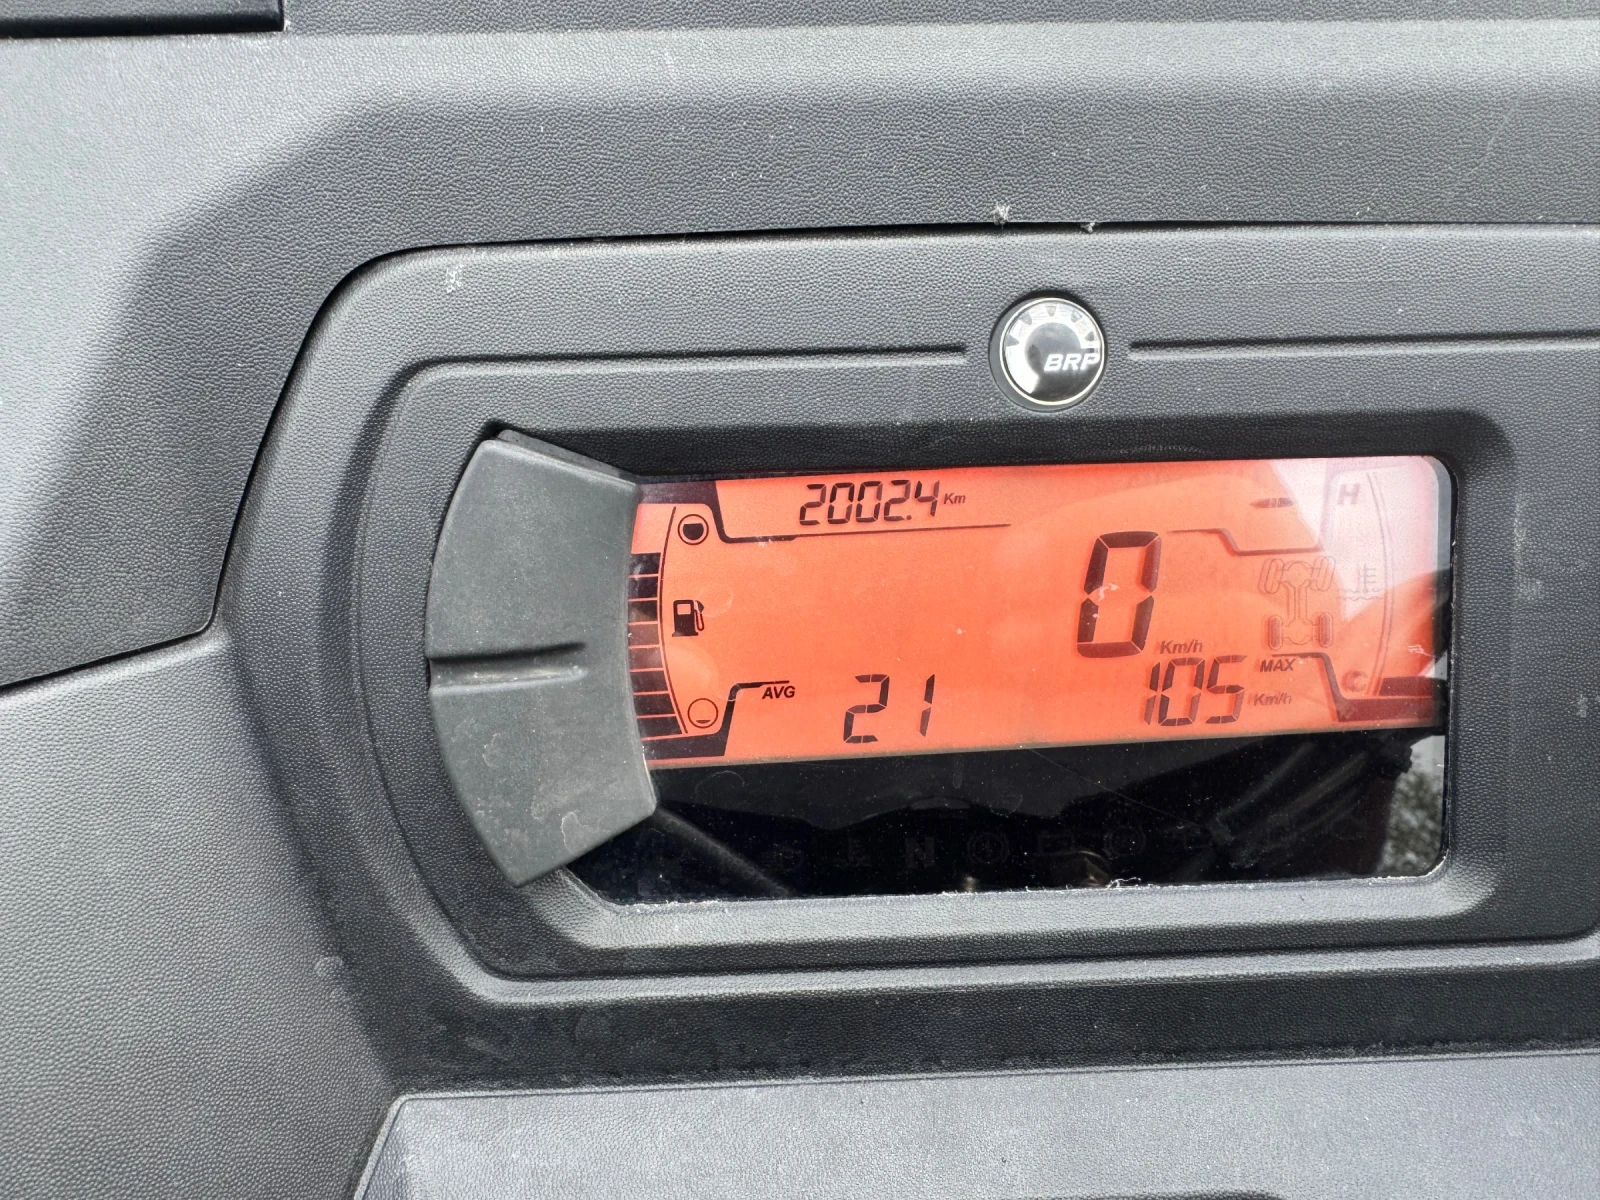 BRP
2002.4 Km
H
0 Km/h
AVG 21
105 MAX Km/h
C
N